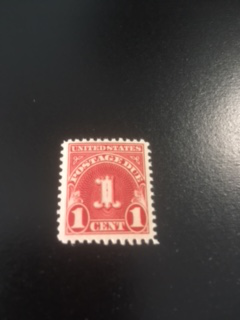 UNITED STATES
POSTAGE DUE
1
1 CENT 1